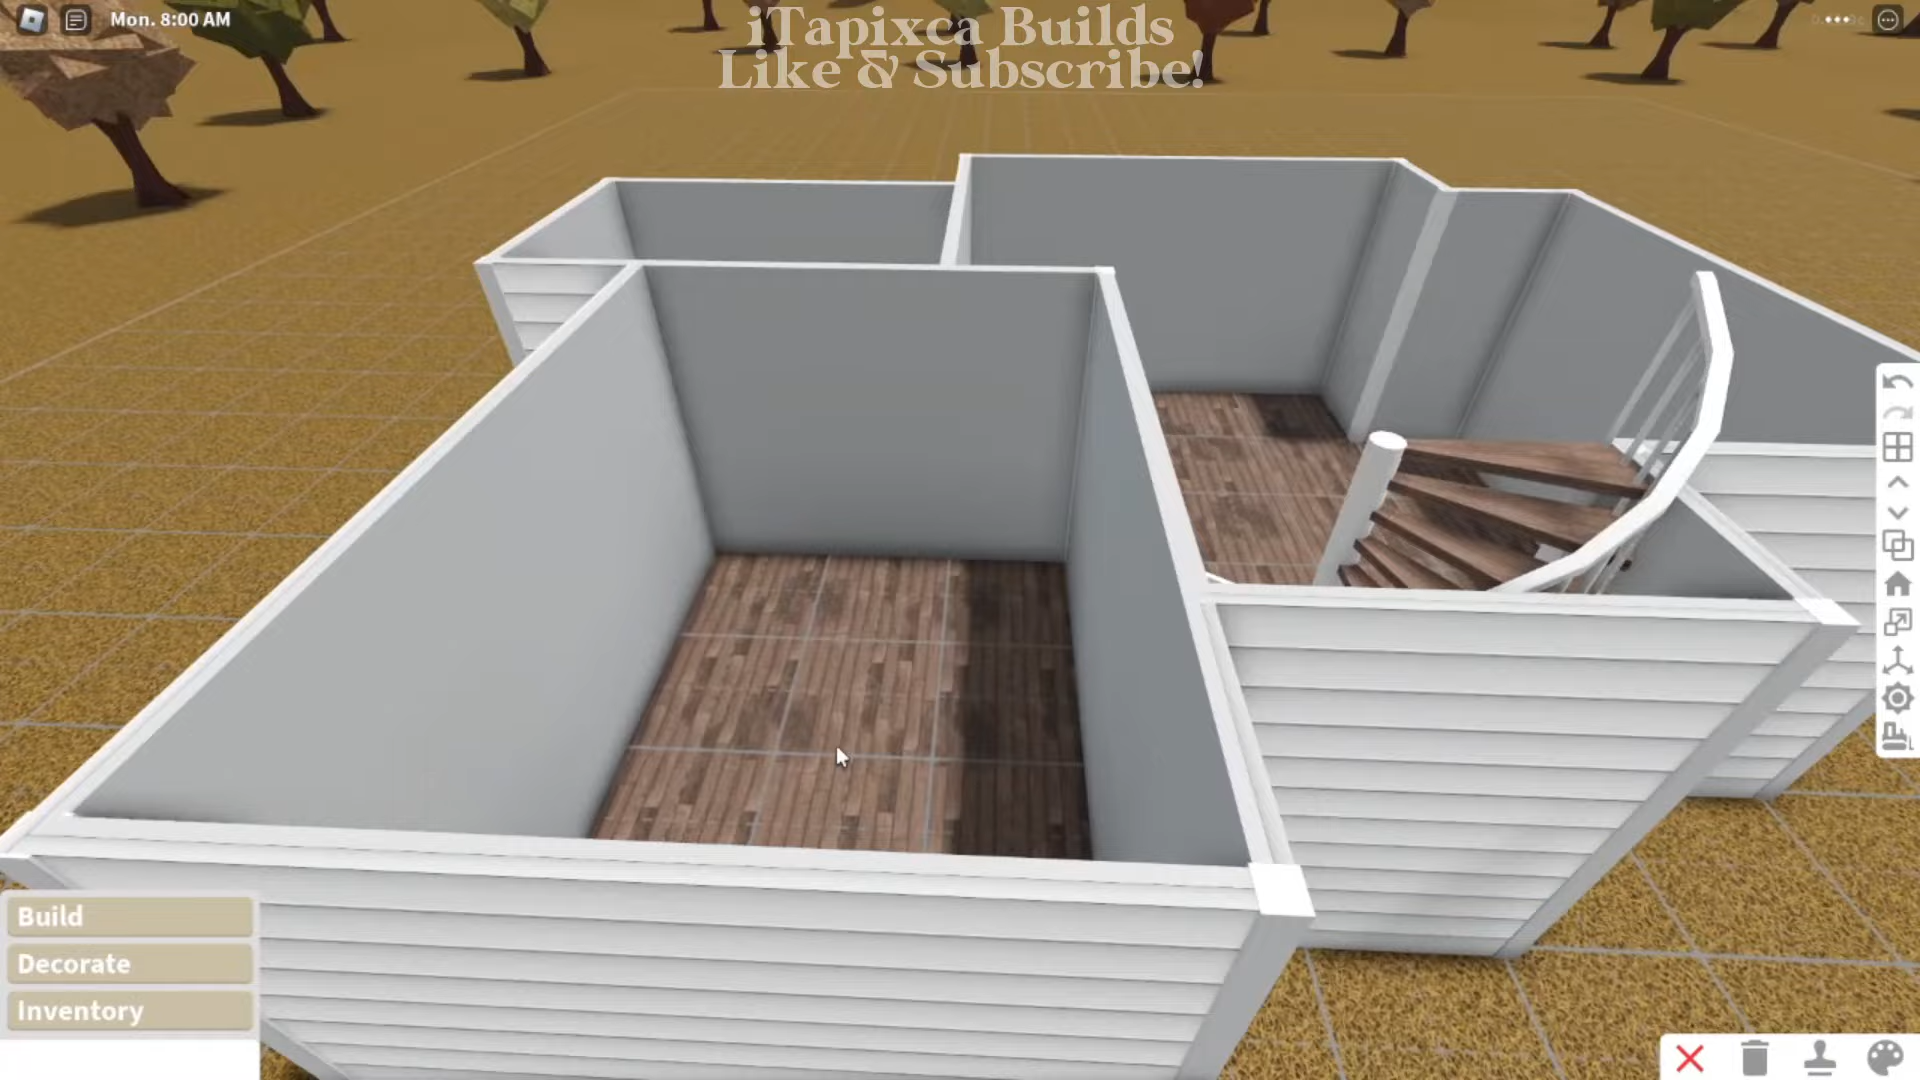 Mon. 8:00 AM
iTapixca Builds
Like & Subscribe!
Build
Decorate
Inventory